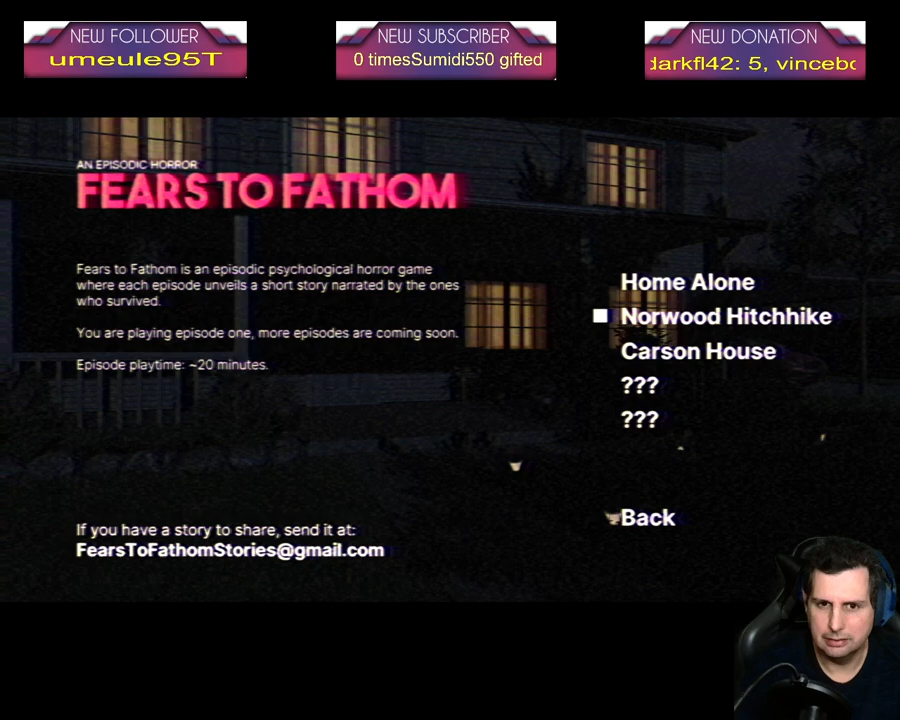 NEW FOLLOWER
umeule95T
NEW SUBSCRIBER
0 timesSumidi550 gifted
NEW DONATION
darkfl42: 5, vincebo
AN EPISODIC HORROR
FEARS TO FATHOM
Fears to Fathom is an episodic psychological horror game
where each episode unveils a short story narrated by the ones
who survived.
You are playing episode one, more episodes are coming soon.
Episode playtime: ~20 minutes.
If you have a story to share, send it at:
FearsToFathomStories@gmail.com
Home Alone
Norwood Hitchhike
Carson House
???
???
Back